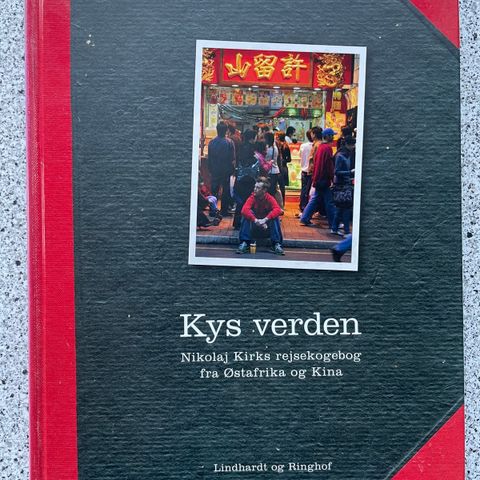 山留許
Kys verden
Nikolaj Kirks rejsekogebog
fra Østafrika og Kina
Lindhardt og Ringhof